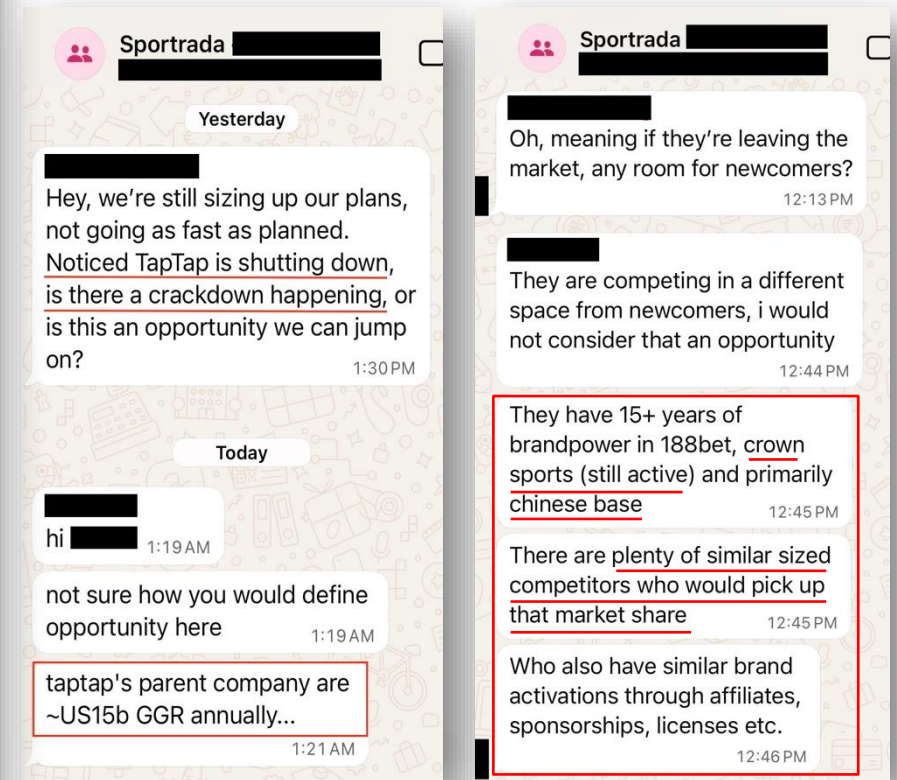 Sportrada
Yesterday
Hey, we're still sizing up our plans,
not going as fast as planned.
Noticed TapTap is shutting down,
is there a crackdown happening, or
is this an opportunity we can jump
on?
1:30 PM
Today
hi
1:19 AM
not sure how you would define
opportunity here
1:19 AM
taptap's parent company are
~US15b GGR annually...
1:21 AM
Sportrada
Oh, meaning if they're leaving the
market, any room for newcomers?
12:13 PM
They are competing in a different
space from newcomers, i would
not consider that an opportunity
12:44 PM
They have 15+ years of
brandpower in 188bet, crown
sports (still active) and primarily
chinese base
12:45 PM
There are plenty of similar sized
competitors who would pick up
that market share
12:45 PM
Who also have similar brand
activations through affiliates,
sponsorships, licenses etc.
12:46 PM